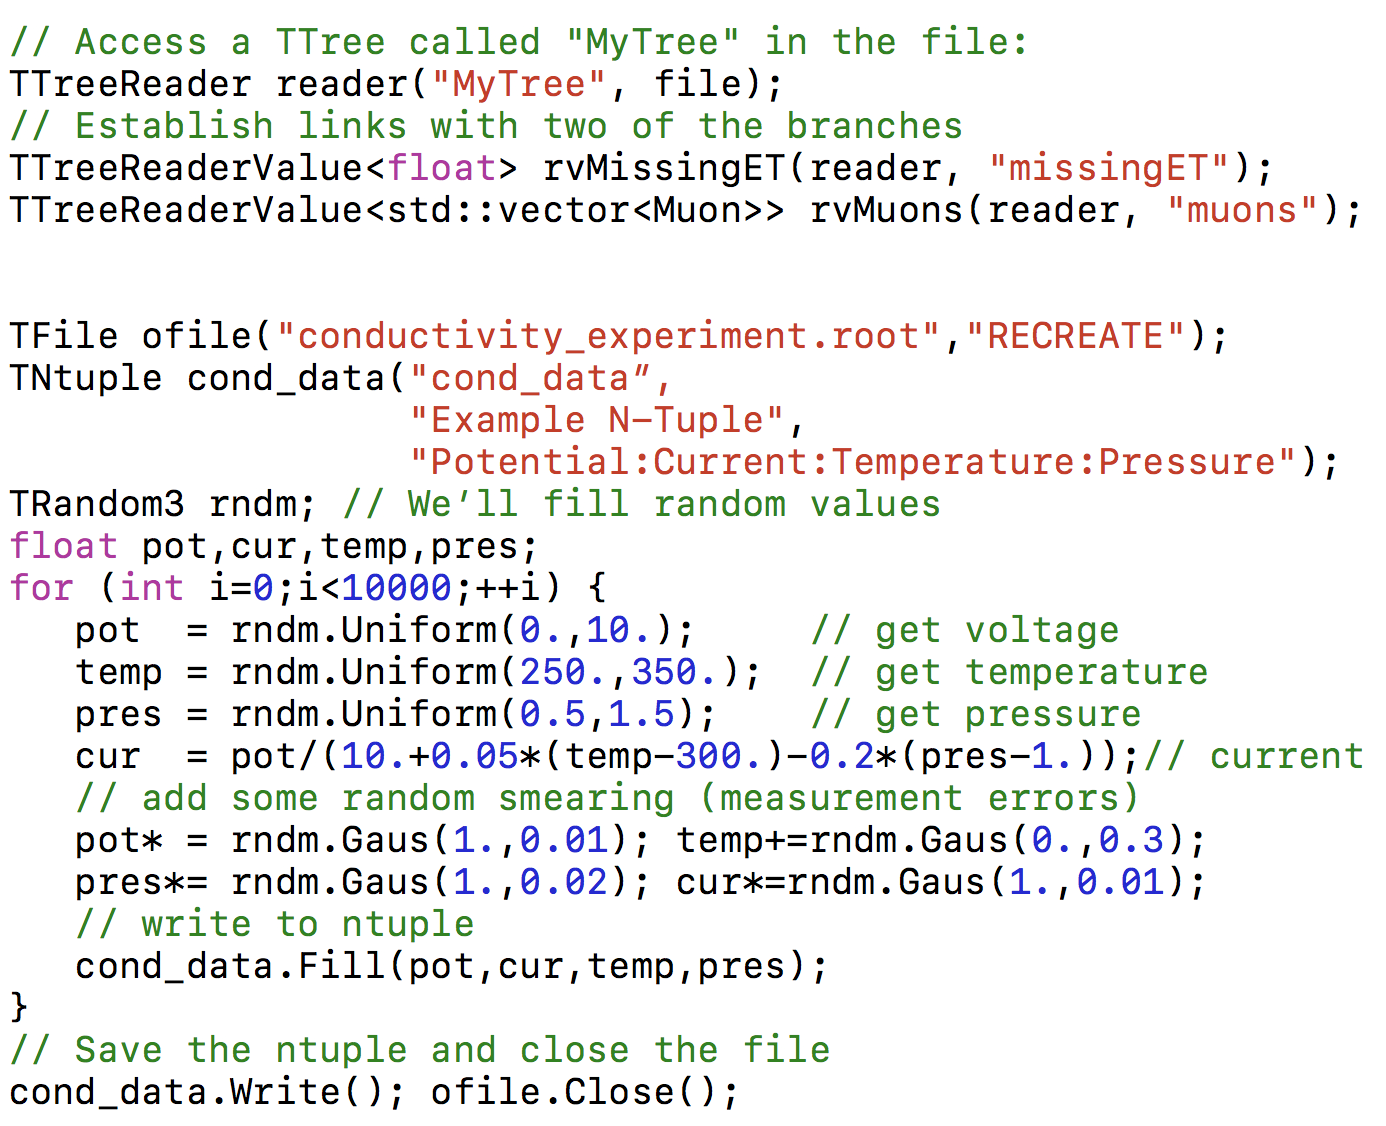 // Access a TTree called "MyTree" in the file:
TTreeReader reader("MyTree", file);
// Establish links with two of the branches
TTreeReaderValue<float> rvMissingET(reader, "missingET");
TTreeReaderValue<std::vector<Muon>> rvMuons(reader, "muons");
TFile ofile("conductivity_experiment.root","RECREATE");
TNtuple cond_data("cond_data”,
"Example N–Tuple",
"Potential:Current:Temperature:Pressure");
TRandom3 rndm; // We’ll fill random values
float pot,cur,temp,pres;
for (int i=0;i<10000;++i) {
pot = rndm.Uniform(0.,10.); // get voltage
temp = rndm.Uniform(250.,350.); // get temperature
pres = rndm.Uniform(0.5,1.5); // get pressure
cur = pot/(10.+0.05*(temp–300.)–0.2*(pres–1.));// current
// add some random smearing (measurement errors)
pot* = rndm.Gaus(1.,0.01); temp+=rndm.Gaus(0.,0.3);
pres*= rndm.Gaus(1.,0.02); cur*=rndm.Gaus(1.,0.01);
// write to ntuple
cond_data.Fill(pot,cur,temp,pres);
}
// Save the ntuple and close the file
cond_data.Write(); ofile.Close();